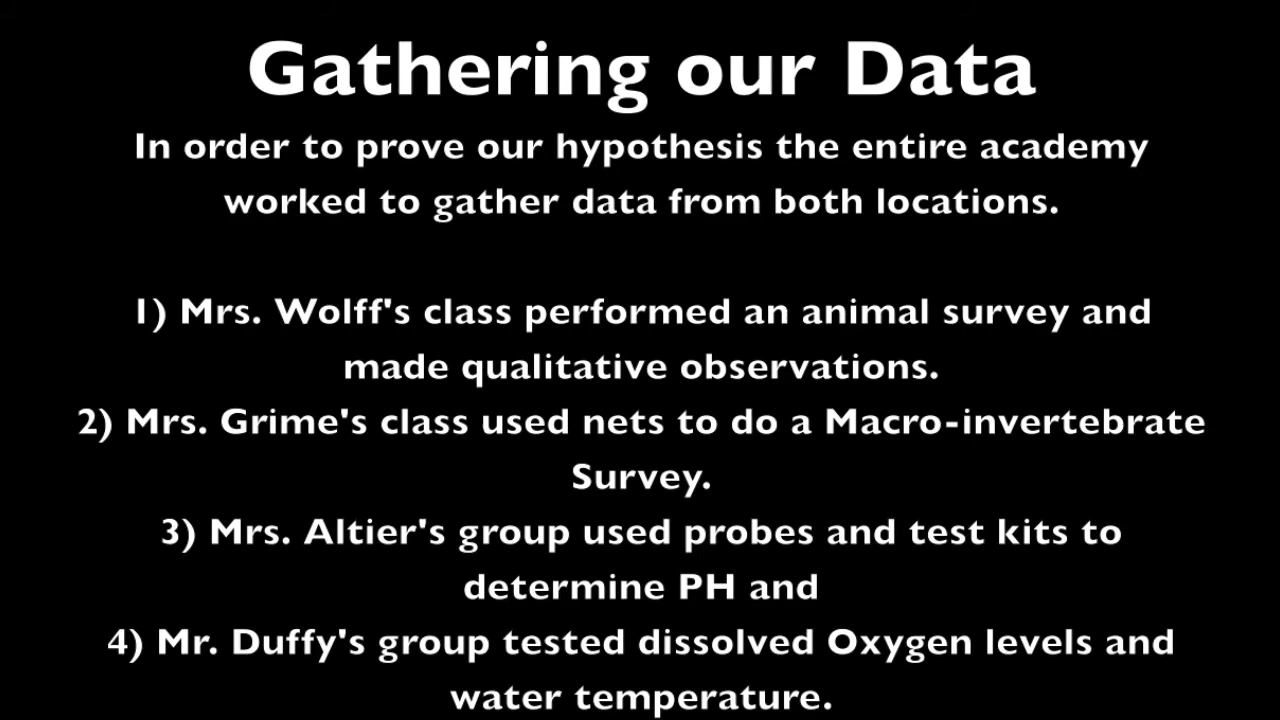 Gathering our Data
In order to prove our hypothesis the entire academy
worked to gather data from both locations.
1) Mrs. Wolff's class performed an animal survey and
made qualitative observations.
2) Mrs. Grime's class used nets to do a Macro-invertebrate
Survey.
3) Mrs. Altier's group used probes and test kits to
determine PH and
4) Mr. Duffy's group tested dissolved Oxygen levels and
water temperature.